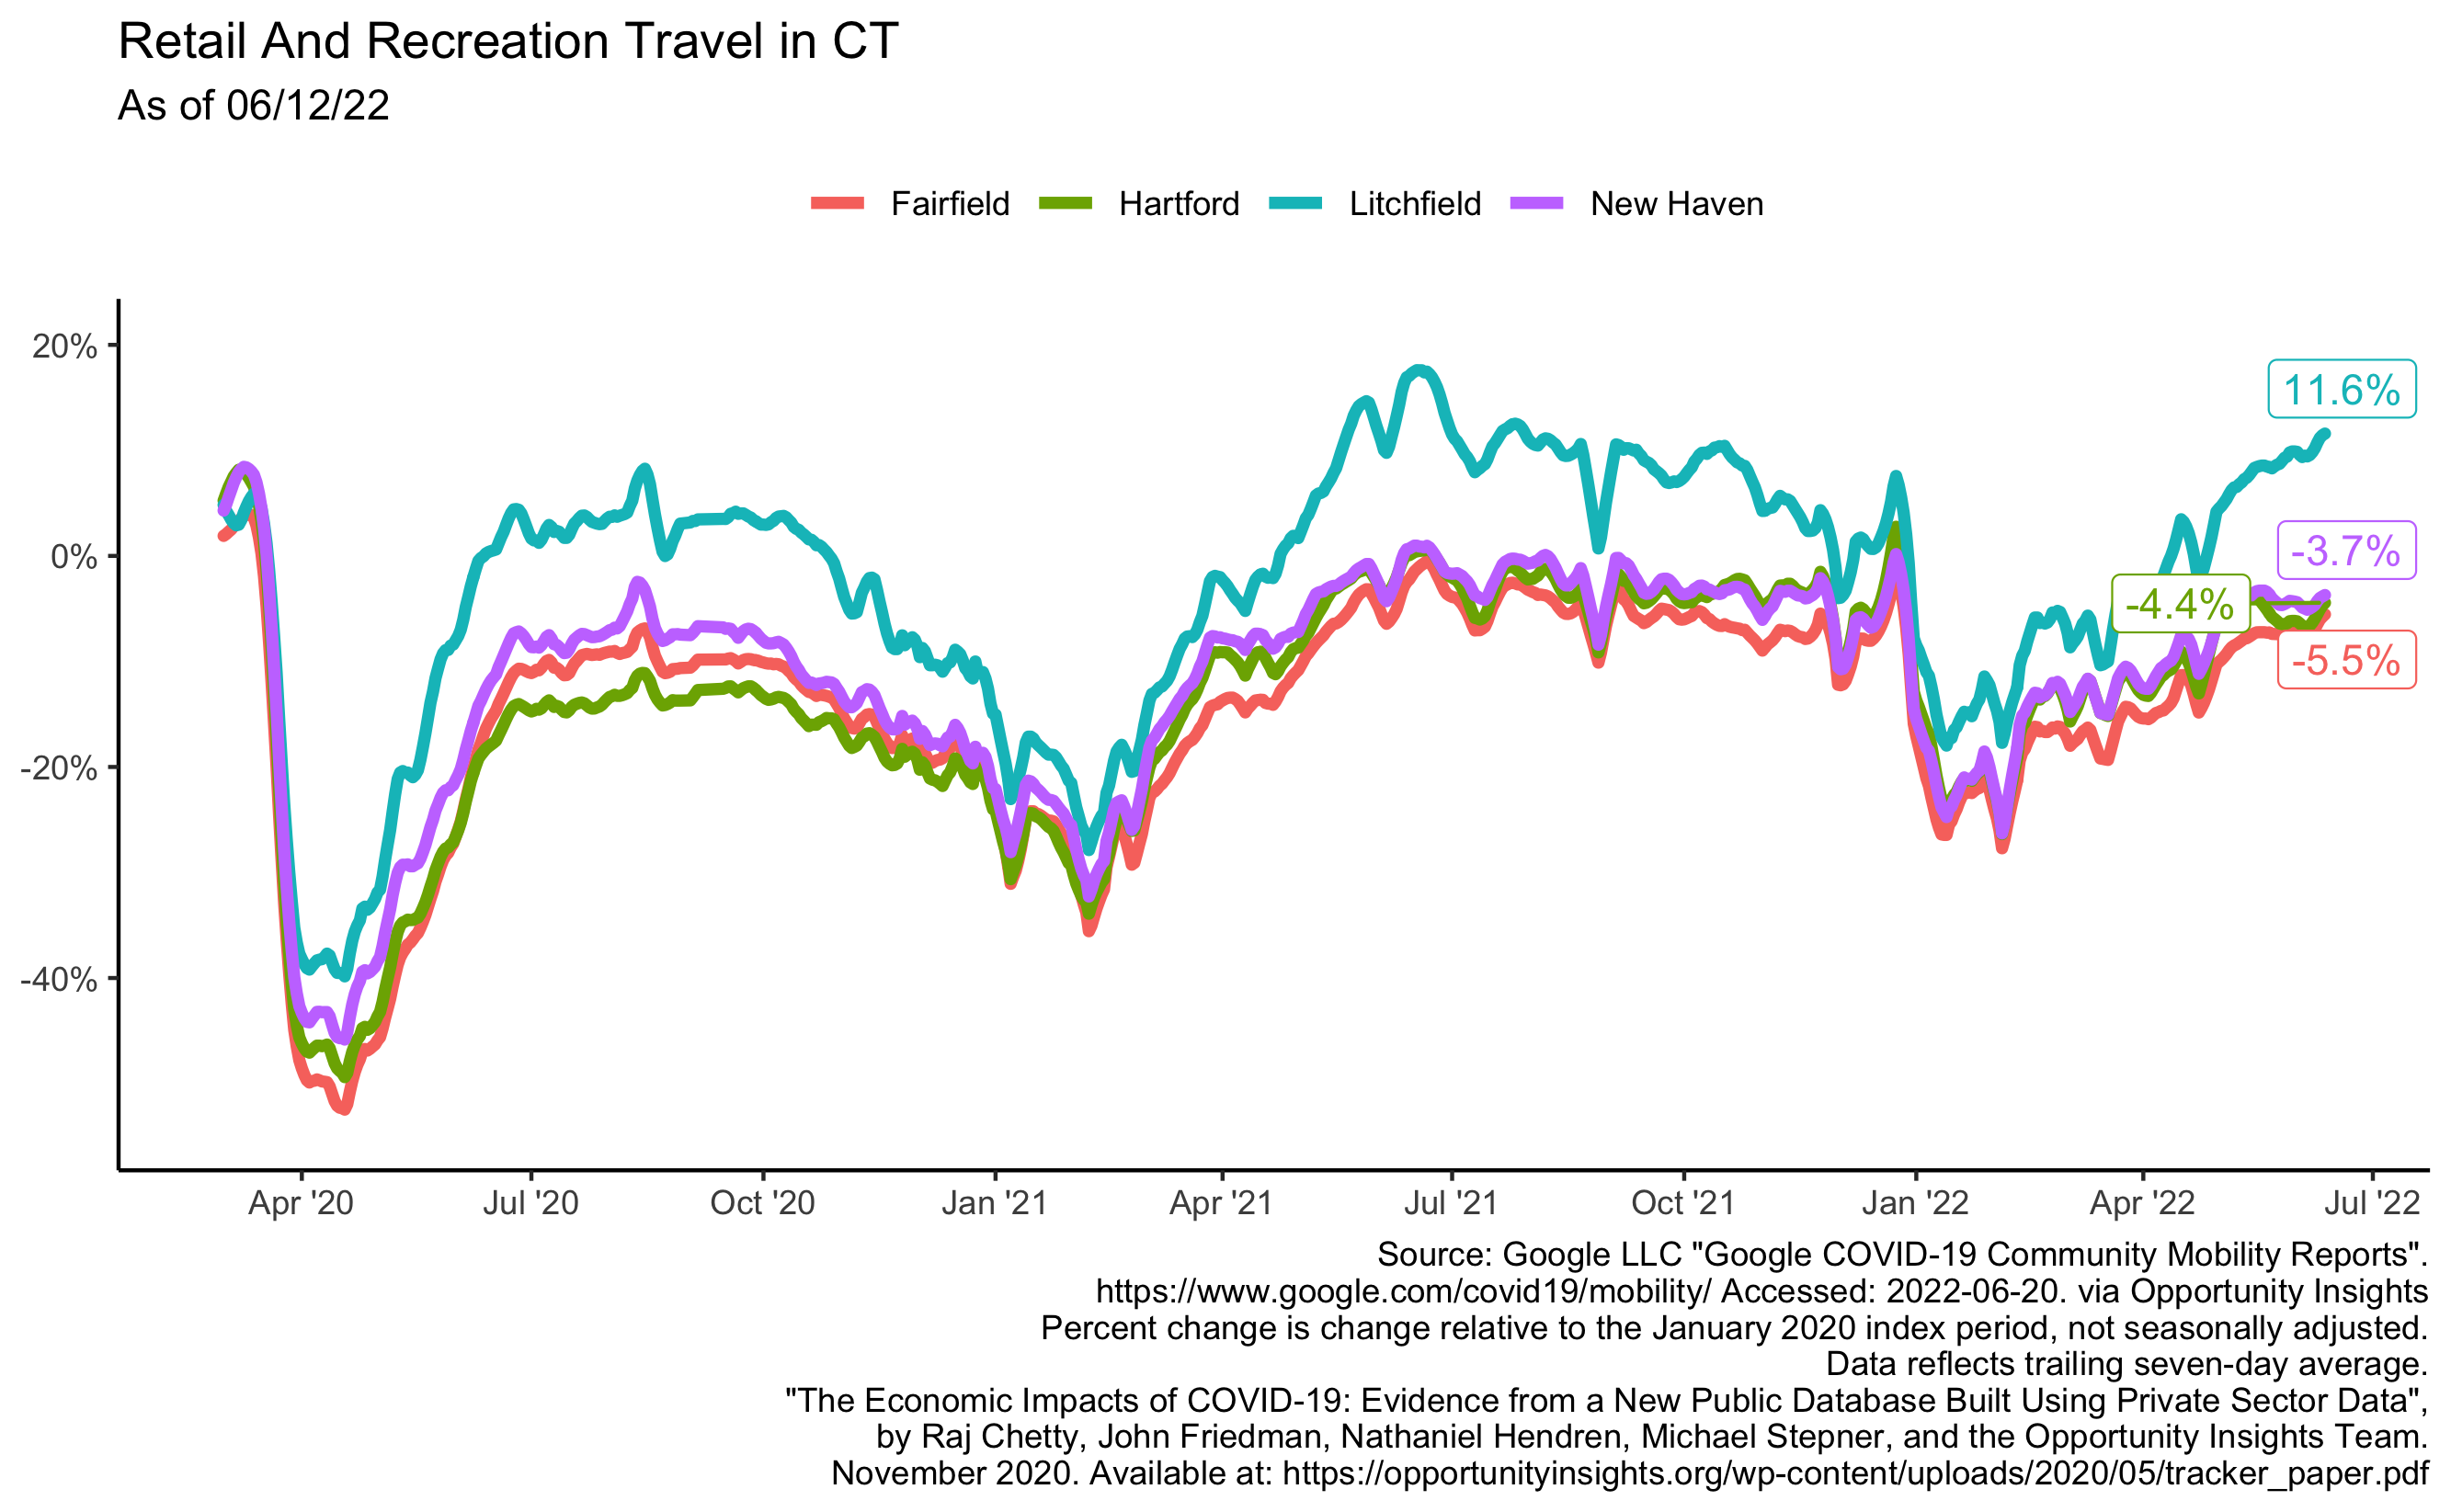 Retail And Recreation Travel in CT
As of 06/12/22
Fairfield Hartford Litchfield New Haven
20%
0%
-20%
-40%
11.6%
-3.7%
-4.4%
-5.5%
Apr '20 Jul '20 Oct '20 Jan '21 Apr '21 Jul '21 Oct '21 Jan '22 Apr '22 Jul '22
Source: Google LLC "Google COVID-19 Community Mobility Reports".
https://www.google.com/covid19/mobility/ Accessed: 2022-06-20. via Opportunity Insights
Percent change is change relative to the January 2020 index period, not seasonally adjusted.
Data reflects trailing seven-day average.
"The Economic Impacts of COVID-19: Evidence from a New Public Database Built Using Private Sector Data",
by Raj Chetty, John Friedman, Nathaniel Hendren, Michael Stepner, and the Opportunity Insights Team.
November 2020. Available at: https://opportunityinsights.org/wp-content/uploads/2020/05/tracker_paper.pdf